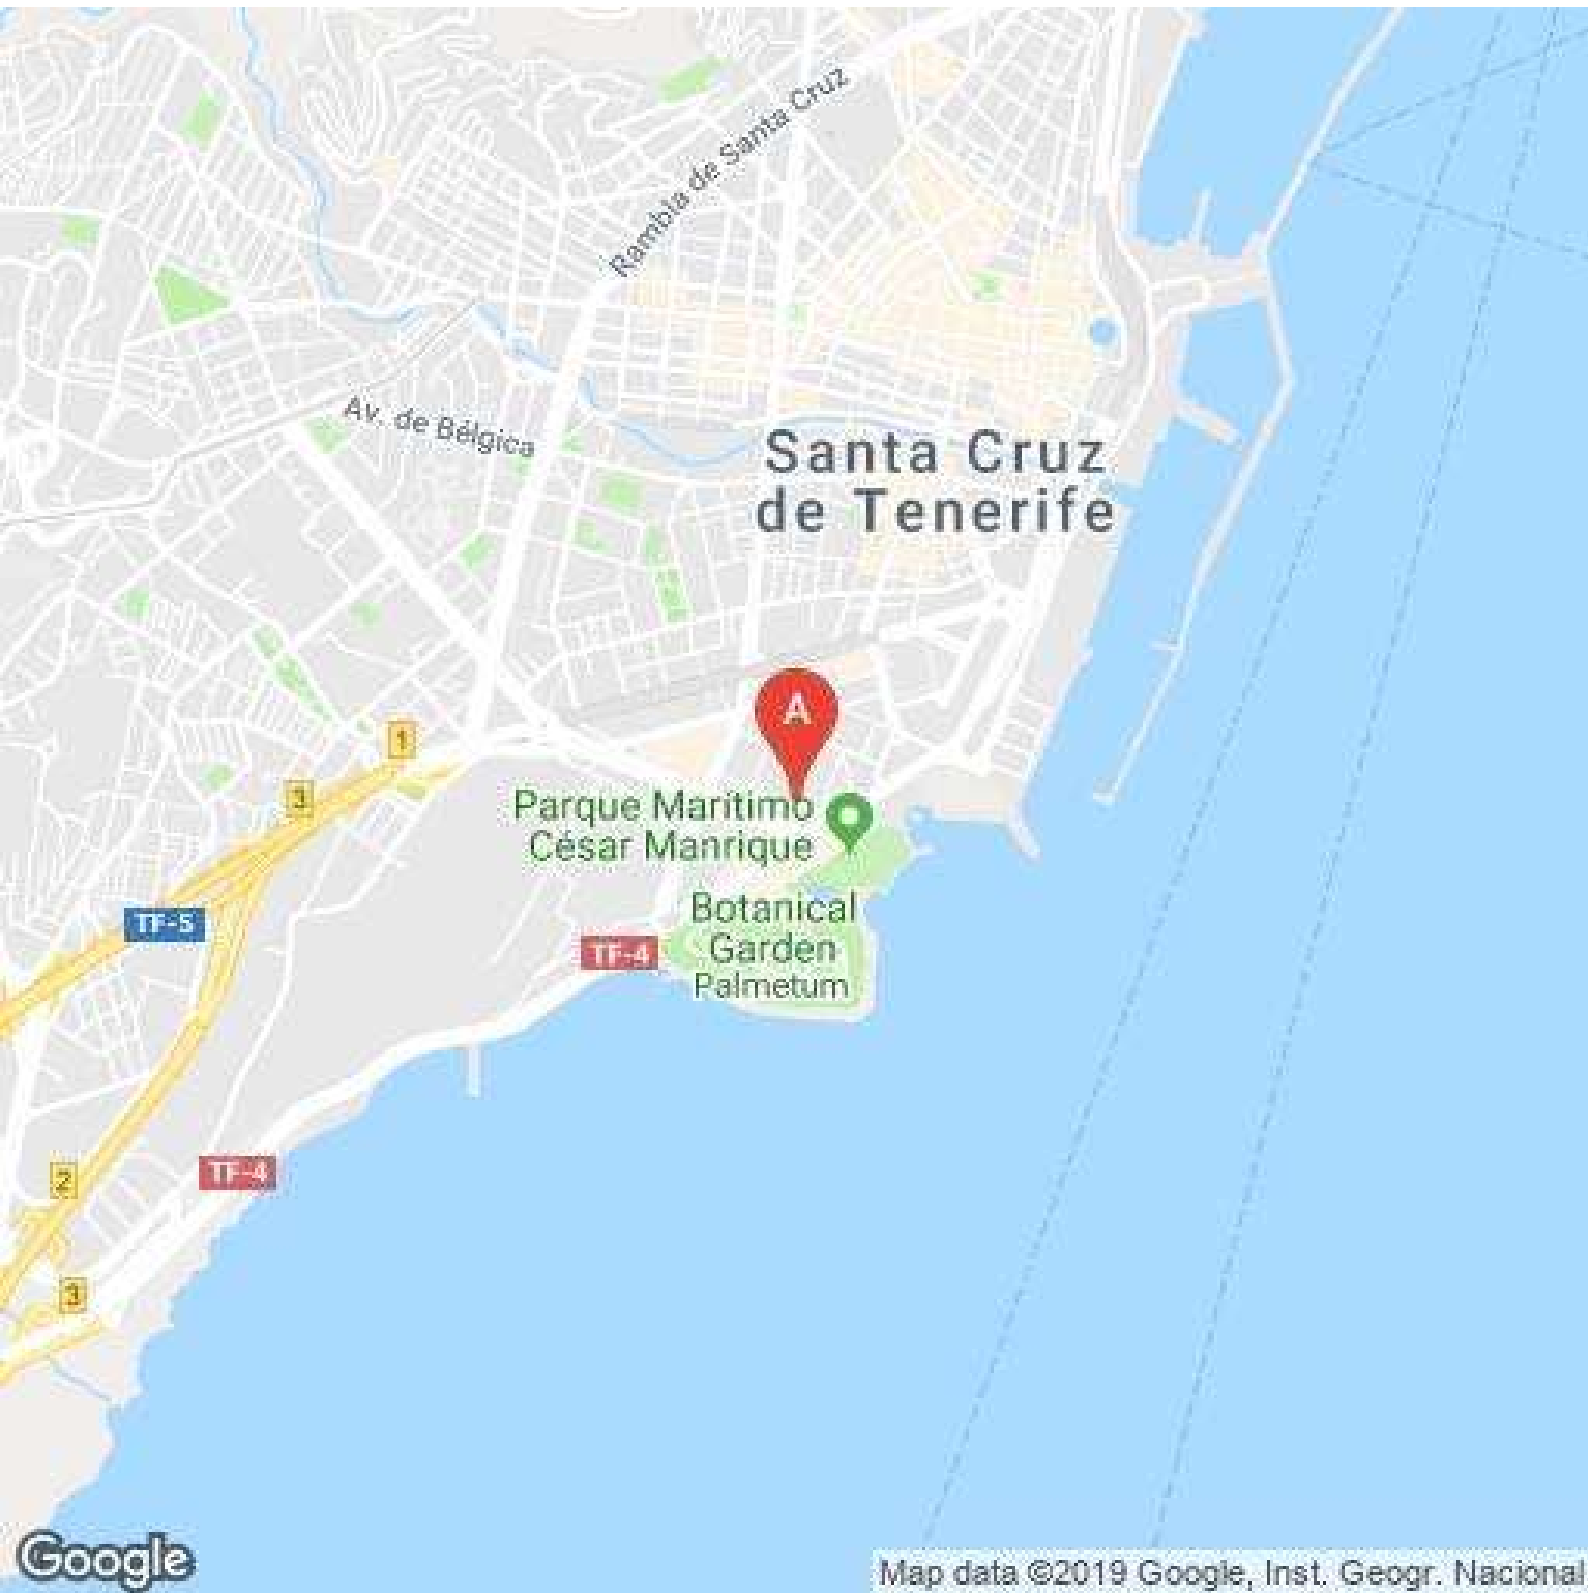 Rambla de Santa Cruz
Av. de Bélgica
Santa Cruz
de Tenerife
A
1
3
Parque Marítimo
César Manrique
TF-5
Botanical
Garden
Palmetum
TF-4
TF-4
2
3
Google
Map data ©2019 Google, Inst. Geogr. Nacional